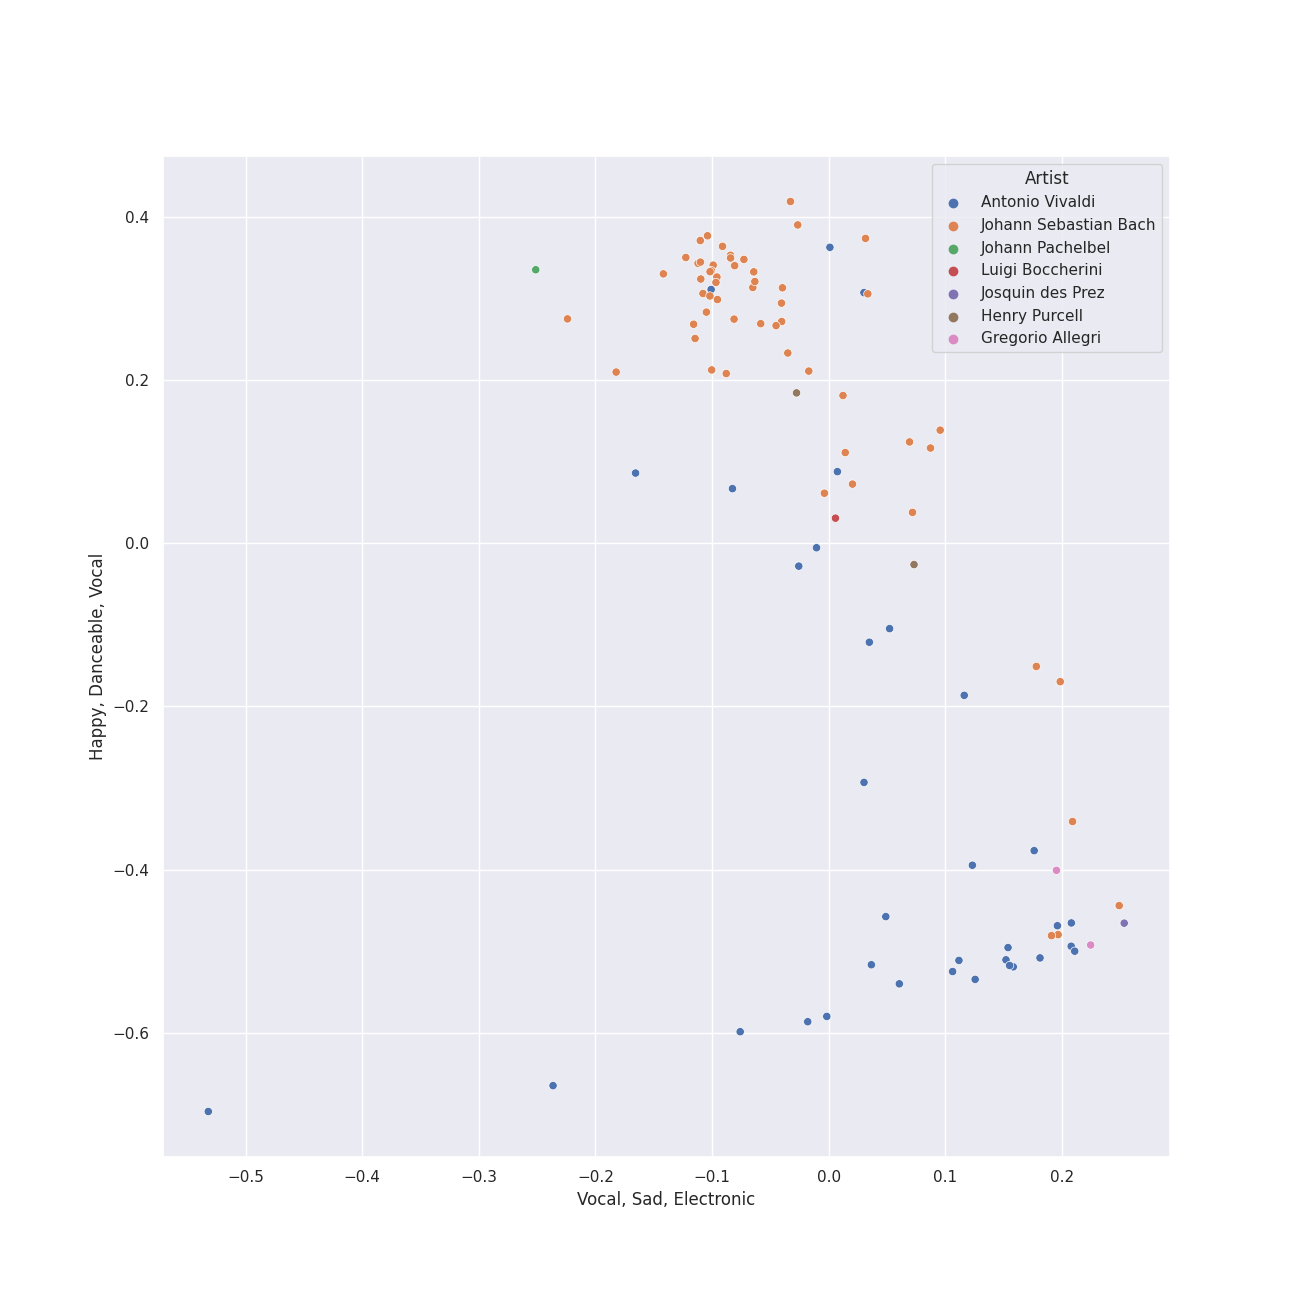 Artist
Antonio Vivaldi
Johann Sebastian Bach
Johann Pachelbel
Luigi Boccherini
Josquin des Prez
Henry Purcell
Gregorio Allegri
0.4
0.2
0.0
−0.2
−0.4
−0.6
Happy, Danceable, Vocal
−0.5 −0.4 −0.3 −0.2 −0.1 0.0 0.1 0.2
Vocal, Sad, Electronic